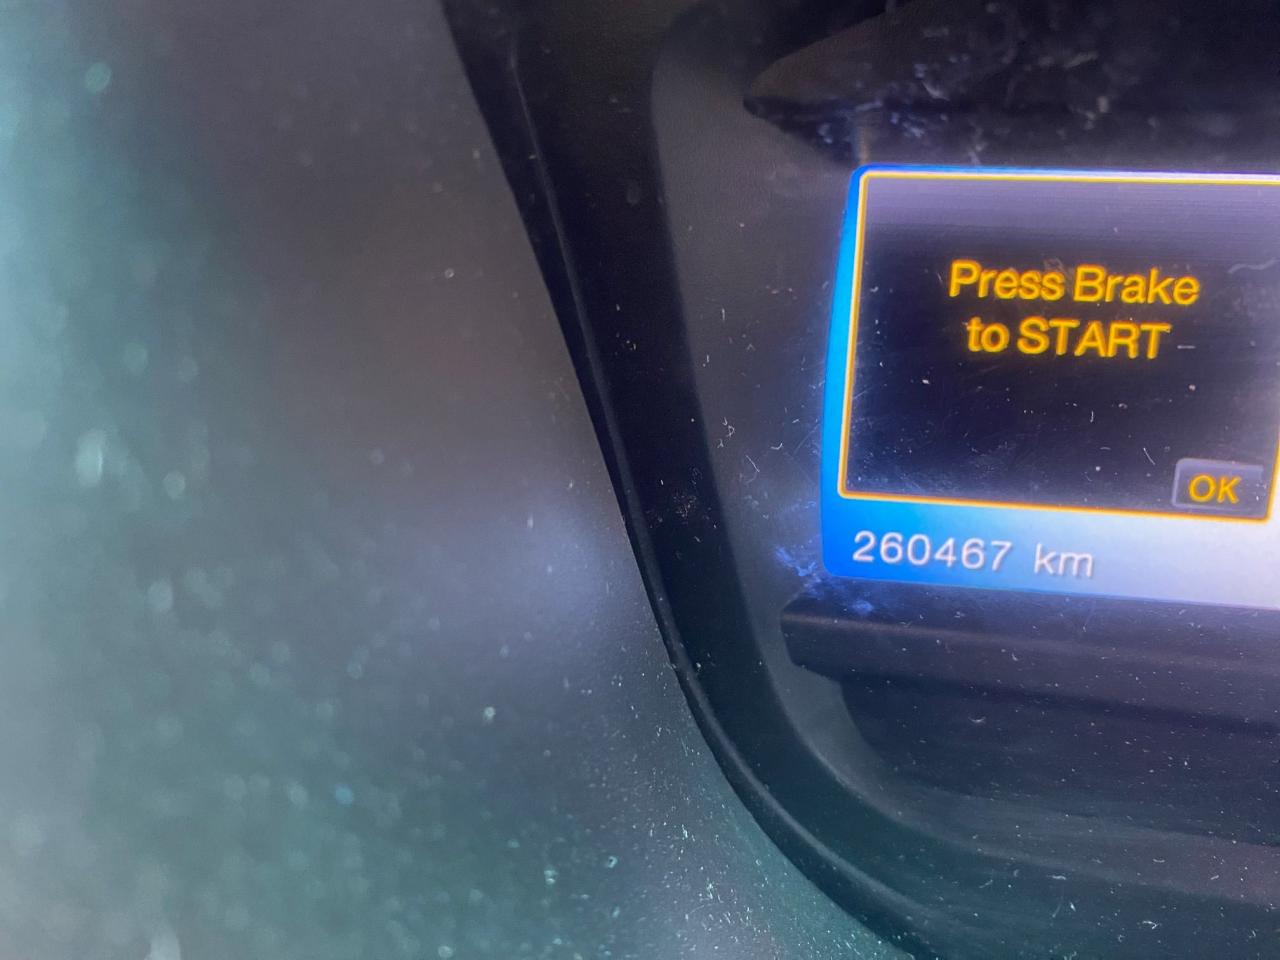 Press Brake
to START
OK
260467 km